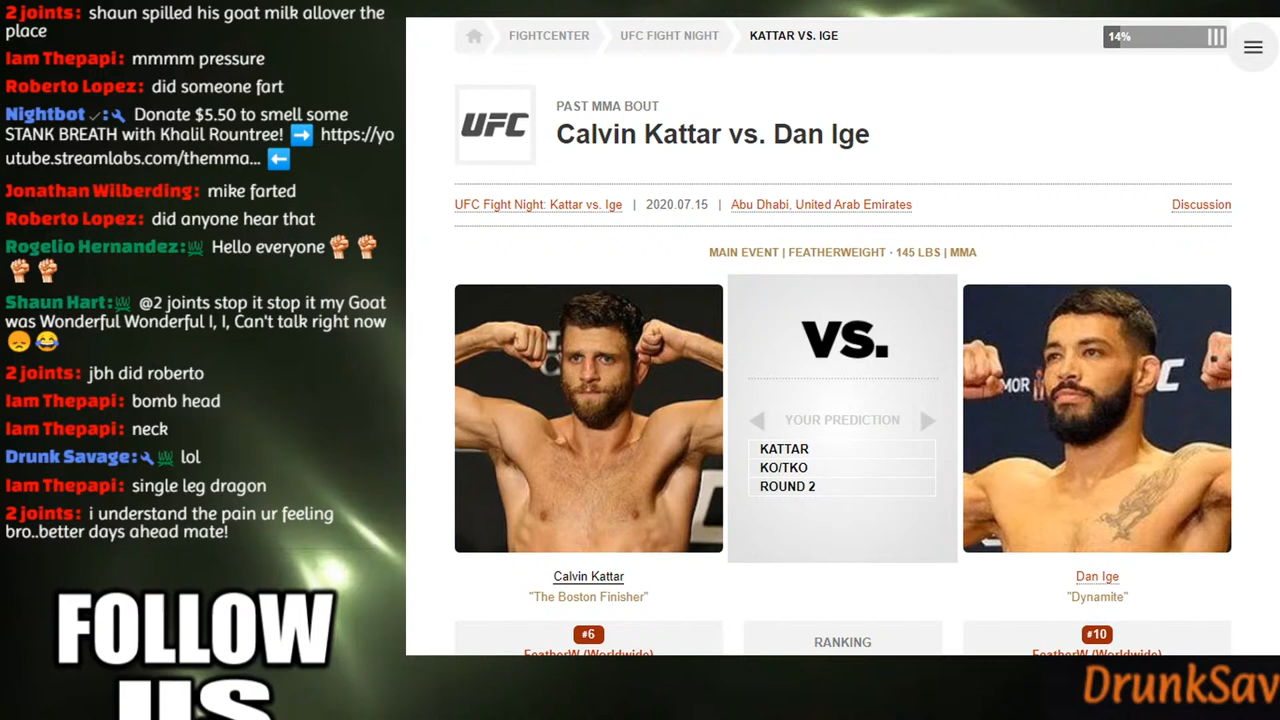 2 joints: shaun spilled his goat milk allover the
place
Iam Thepapi: mmmm pressure
Roberto Lopez: did someone fart
Nightbot ✓:🔧 Donate $5.50 to smell some
STANK BREATH with Khalil Rountree! ➡️ https://yo
utube.streamlabs.com/themma... ⬅️
Jonathan Wilberding: mike farted
Roberto Lopez: did anyone hear that
Rogelio Hernandez: Hello everyone ✊🏼 ✊🏼
✊🏼 ✊🏼
Shaun Hart: @2 joints stop it stop it my Goat
was Wonderful Wonderful I, I, Can't talk right now
😞 😂
2 joints: jbh did roberto
Iam Thepapi: bomb head
Iam Thepapi: neck
Drunk Savage:🔧 lol
Iam Thepapi: single leg dragon
2 joints: i understand the pain ur feeling
bro..better days ahead mate!
FOLLOW
US
FIGHTCENTER UFC FIGHT NIGHT KATTAR VS. IGE
14%
UFC
PAST MMA BOUT
Calvin Kattar vs. Dan Ige
UFC Fight Night: Kattar vs. Ige | 2020.07.15 | Abu Dhabi, United Arab Emirates
Discussion
MAIN EVENT | FEATHERWEIGHT · 145 LBS | MMA
VS.
YOUR PREDICTION
KATTAR
KO/TKO
ROUND 2
MOR
C
Calvin Kattar
"The Boston Finisher"
Dan Ige
"Dynamite"
#6
FeatherW (Worldwide)
RANKING
#10
FeatherW (Worldwide)
DrunkSav